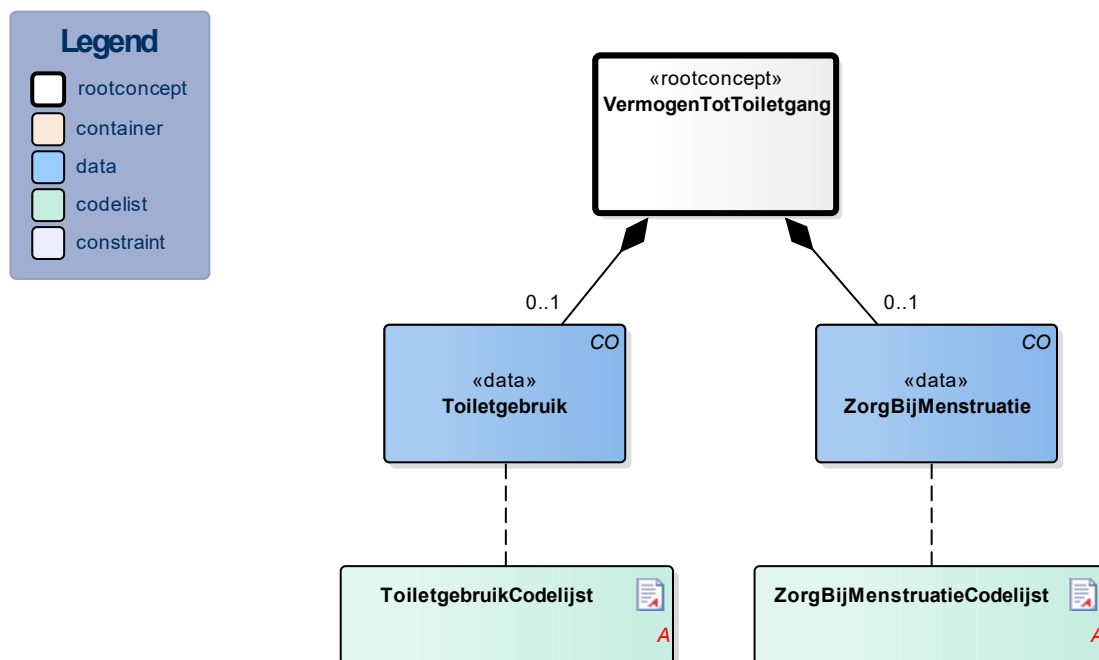 Legend
rootconcept
container
data
codelist
constraint
«rootconcept»
VermogenTotToiletgang
0..1
0..1
CO
«data»
Toiletgebruik
CO
«data»
ZorgBijMenstruatie
ToiletgebruikCodelijst
A
ZorgBijMenstruatieCodelijst
A